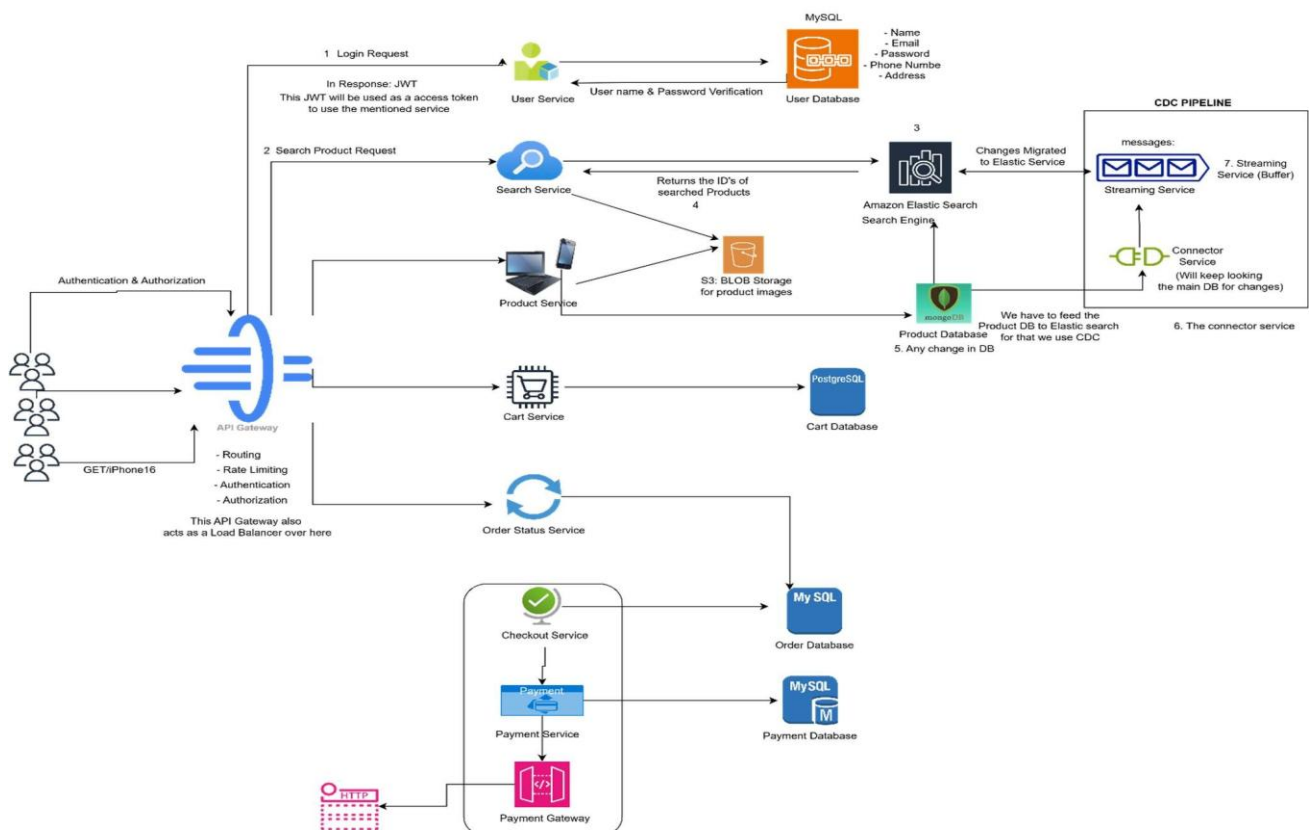 MySQL
- Name
- Email
- Password
- Phone Numbe
- Address
1 Login Request
In Response: JWT
This JWT will be used as a access token
to use the mentioned service
User Service
User name & Password Verification
User Database
CDC PIPELINE
2 Search Product Request
3
Changes Migrated
to Elastic Service
messages:
7. Streaming
Service (Buffer)
Streaming Service
Search Service
Returns the ID's of
searched Products
4
Amazon Elastic Search
Search Engine
Connector
Service
(Will keep looking
the main DB for changes)
Authentication & Authorization
Product Service
S3: BLOB Storage
for product images
mongoDB
Product Database
5. Any change in DB
We have to feed the
Product DB to Elastic search
for that we use CDC
6. The connector service
PostgreSQL
Cart Service
Cart Database
API Gateway
GET/iPhone16
- Routing
- Rate Limiting
- Authentication
- Authorization
This API Gateway also
acts as a Load Balancer over here
Order Status Service
My SQL
Checkout Service
Order Database
Payment
MySQL
M
Payment Service
Payment Database
HTTP
</>
Payment Gateway